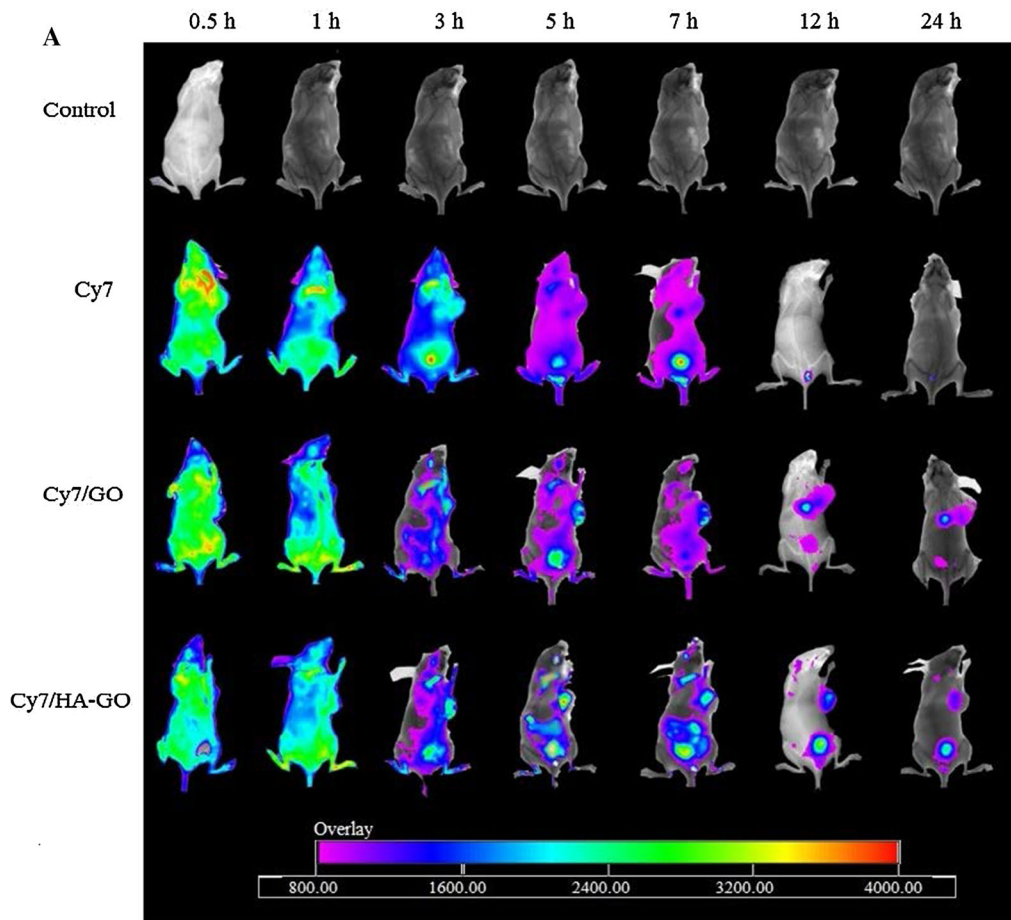 A
0.5 h 1 h 3 h 5 h 7 h 12 h 24 h
Control
Cy7
Cy7/GO
Cy7/HA-GO
Overlay
800.00 1600.00 2400.00 3200.00 4000.00